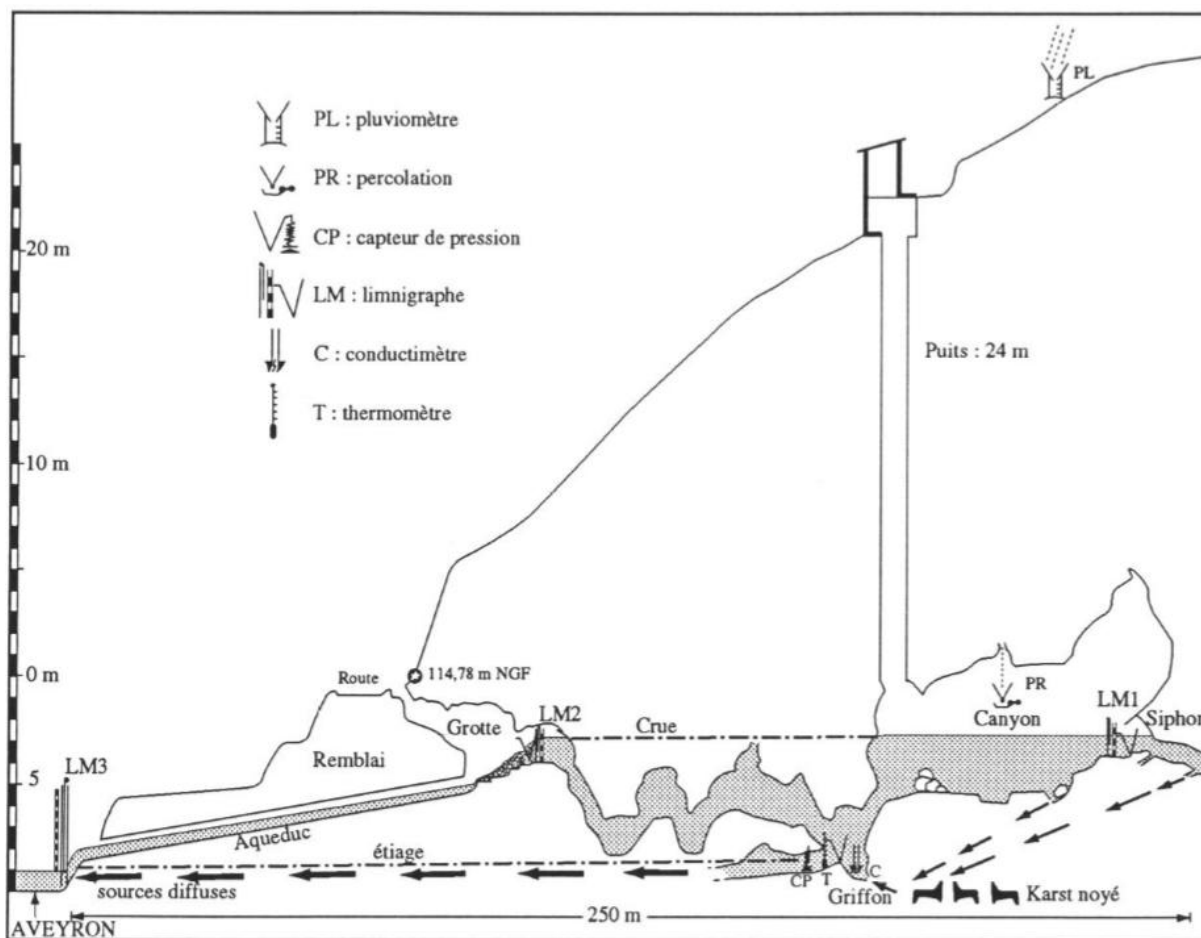 PL
PL : pluviomètre
PR : percolation
CP : capteur de pression
LM : limnigraphe
C : conductimètre
T : thermomètre
20 m
10 m
0 m
5
Puits : 24 m
114,78 m NGF
Route
Grotte
LM2
Crue
PR
Canyon
LM1
Siphon
Remblai
LM3
Aqueduc
étiage
CP
T
C
Griffon
Karst noyé
sources diffuses
250 m
AVEYRON